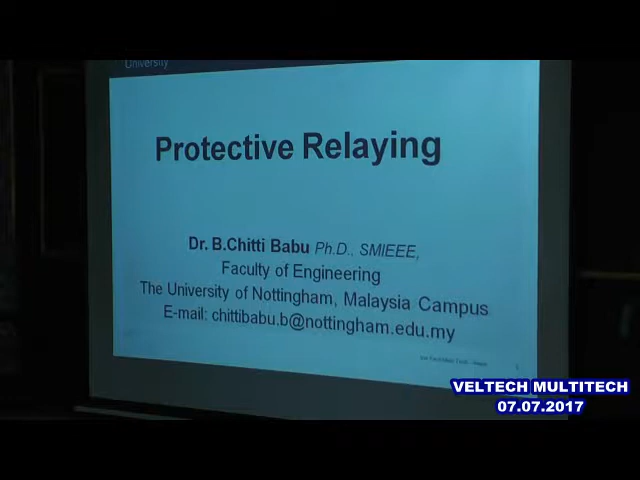 University
Protective Relaying
Dr. B.Chitti Babu Ph.D., SMIEEE,
Faculty of Engineering
The University of Nottingham, Malaysia Campus
E-mail: chittibabu.b@nottingham.edu.my
VELTECH MULTITECH
07.07.2017